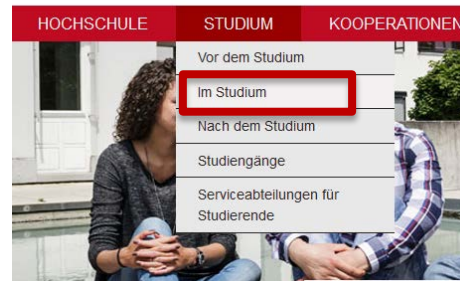 HOCHSCHULE STUDIUM KOOPERATIONEN
Vor dem Studium
Im Studium
Nach dem Studium
Studiengänge
Serviceabteilungen für
Studierende